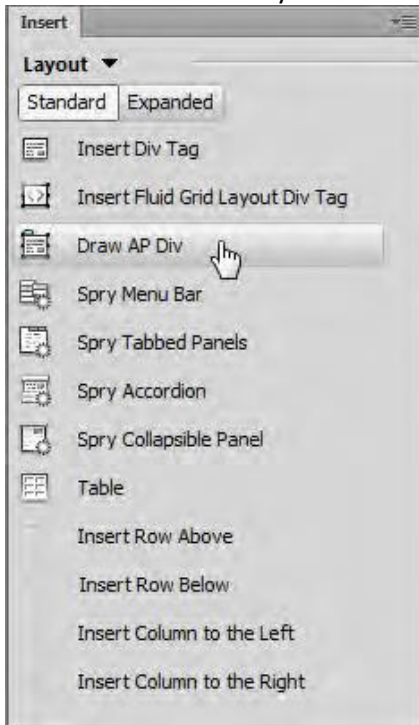 Insert
Layout
Standard Expanded
Insert Div Tag
Insert Fluid Grid Layout Div Tag
Draw AP Div
Spry Menu Bar
Spry Tabbed Panels
Spry Accordion
Spry Collapsible Panel
Table
Insert Row Above
Insert Row Below
Insert Column to the Left
Insert Column to the Right